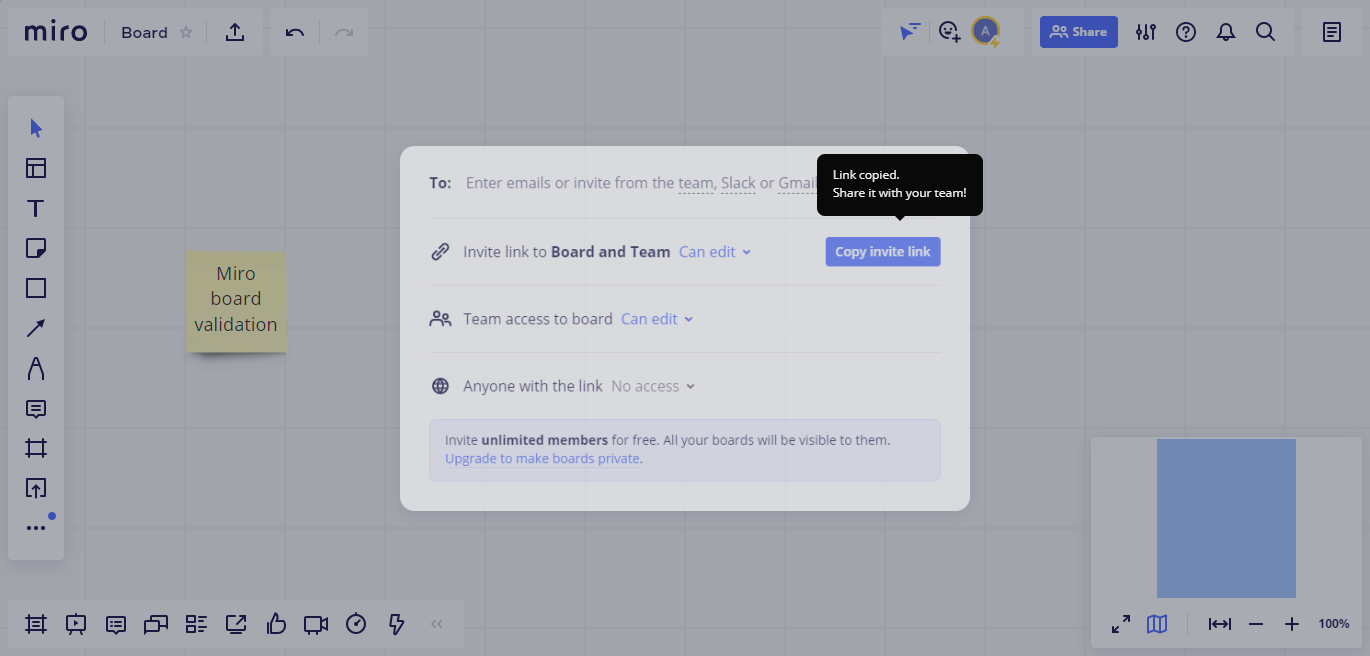 miro
Board
A
Share
To: Enter emails or invite from the team, Slack or Gmail
Link copied.
Share it with your team!
Invite link to Board and Team Can edit
Copy invite link
Miro
board
validation
Team access to board Can edit
Anyone with the link No access
Invite unlimited members for free. All your boards will be visible to them.
Upgrade to make boards private.
100%